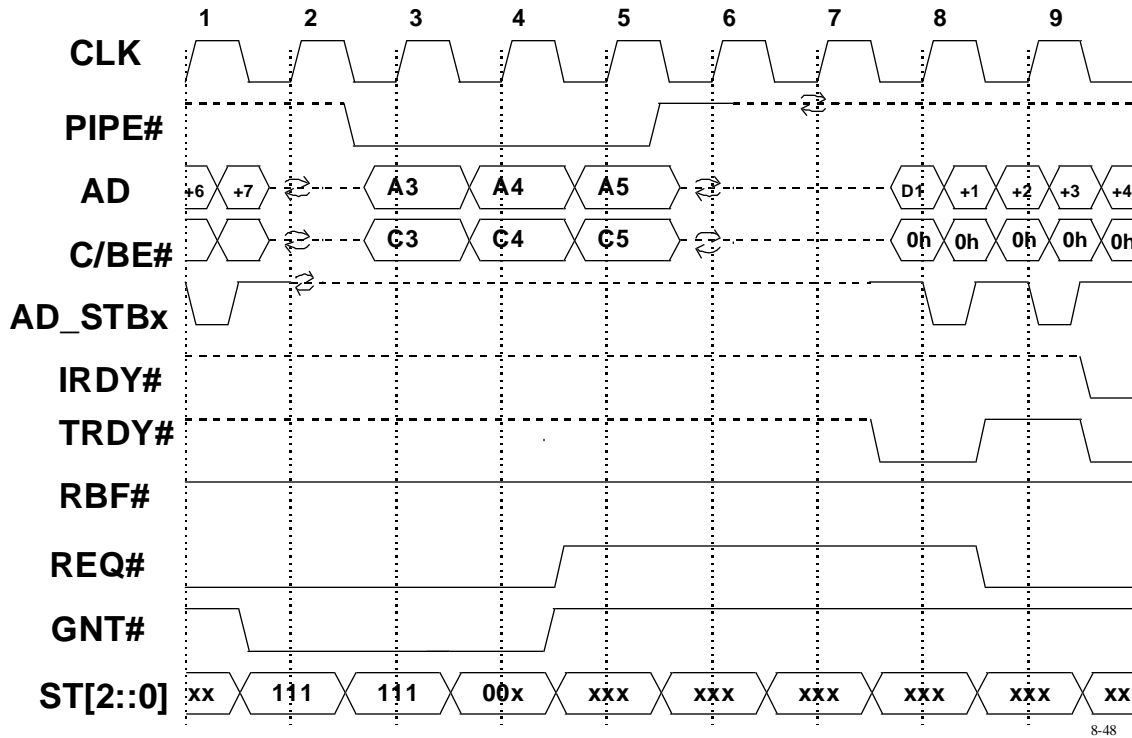 1 2 3 4 5 6 7 8 9
CLK
PIPE#
AD +6 +7 A3 A4 A5 D1 +1 +2 +3 +4
C/BE# C3 C4 C5 0h 0h 0h 0h 0h
AD_STBx
IRDY#
TRDY#
RBF#
REQ#
GNT#
ST[2::0] xx 111 111 00x xxx xxx xxx xxx xxx xx
8-48